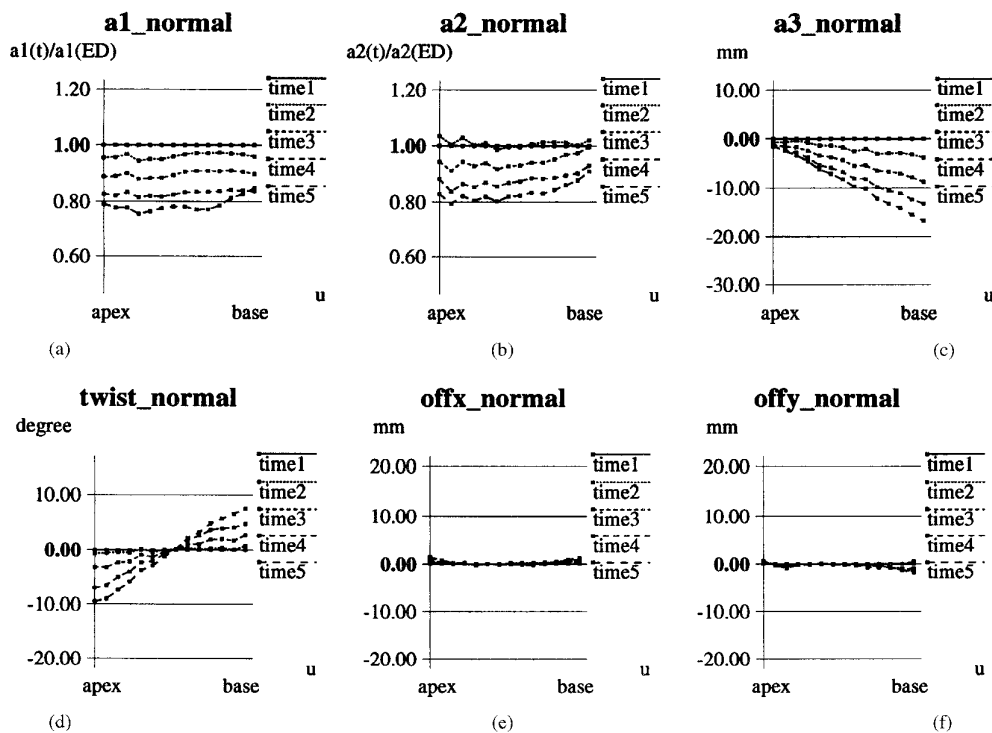 a1_normal
a1(t)/a1(ED)
1.20
1.00
0.80
0.60
time1
time2
time3
time4
time5
u
apex
base
(a)
a2_normal
a2(t)/a2(ED)
1.20
1.00
0.80
0.60
time1
time2
time3
time4
time5
u
apex
base
(b)
a3_normal
mm
10.00
0.00
-10.00
-20.00
-30.00
time1
time2
time3
time4
time5
u
apex
base
(c)
twist_normal
degree
10.00
0.00
-10.00
-20.00
time1
time2
time3
time4
time5
u
apex
base
(d)
offx_normal
mm
20.00
10.00
0.00
-10.00
-20.00
time1
time2
time3
time4
time5
u
apex
base
(e)
offy_normal
mm
20.00
10.00
0.00
-10.00
-20.00
time1
time2
time3
time4
time5
u
apex
base
(f)